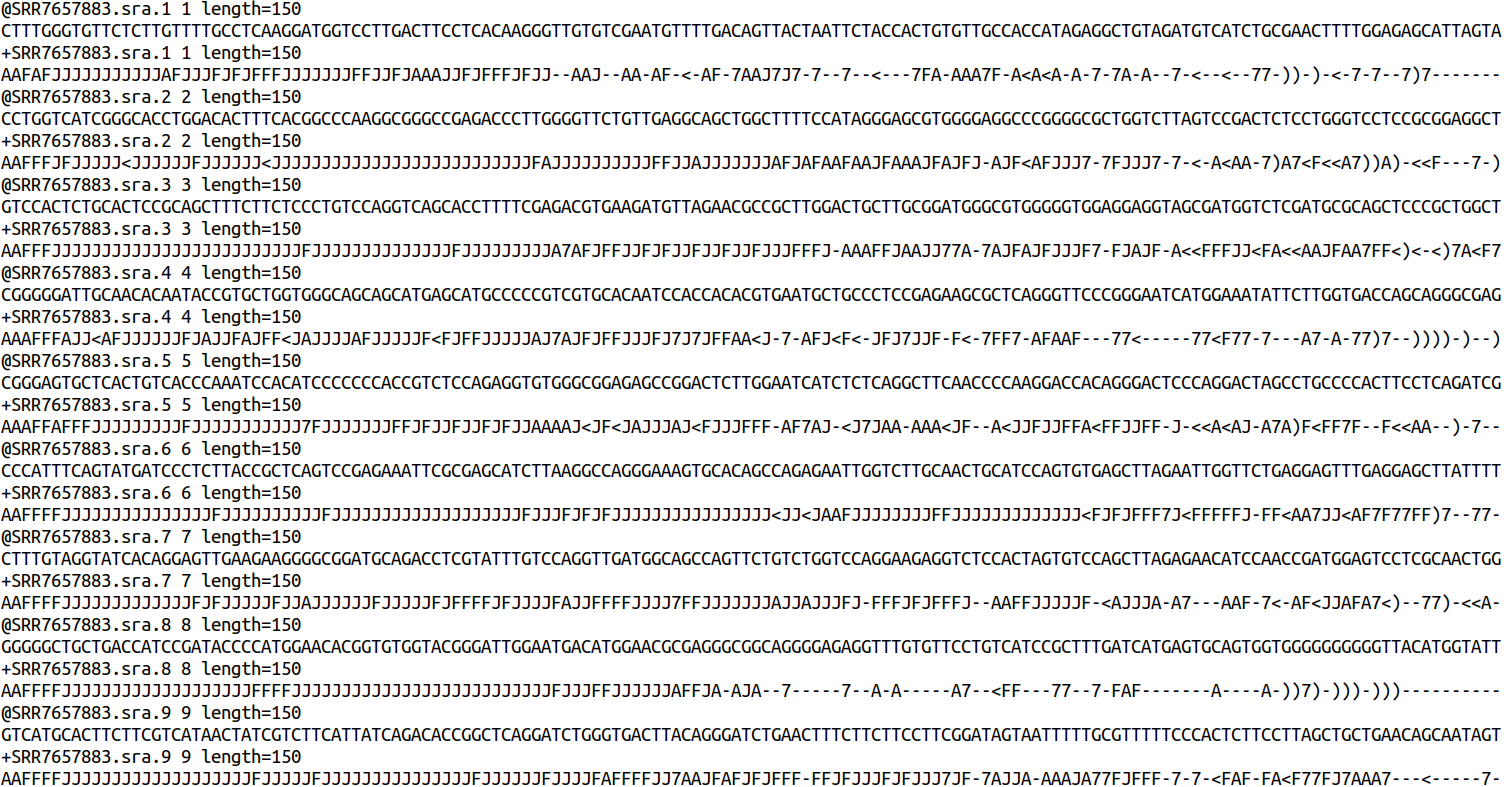 @SRR7657883.sra.1 1 length=150
CTTTGGGTGTTCTCTTGTTTTGCCTCAAGGATGGTCCTTGACTTCCTCACAAGGGTTGTGTCGAATGTTTTGACAGTTACTAATTCTACCACTGTGTTGCCACCATAGAGGCTGTAGATGTCATCTGCGAACTTTTGGAGAGCATTAGTA
+SRR7657883.sra.1 1 length=150
AAFAFJJJJJJJJJJJAFJJJFJFJFFFJJJJJJJFFJJFJAAAJJFJFFFJFJJ--AAJ--AA-AF-<-AF-7AAJ7J7-7--7--<---7FA-AAA7F-A<A<A-A-7-7A-A--7-<--<--77-))-)-<-7-7--7)7-------
@SRR7657883.sra.2 2 length=150
CCTGGTCATCGGGCACCTGGACACTTTCACGGCCCAAGGCGGGCCGAGACCCTTGGGGTTCTGTTGAGGCAGCTGGCTTTTCCATAGGGAGCGTGGGGAGGCCCGGGGCGCTGGTCTTAGTCCGACTCTCCTGGGTCCTCCGCGGAGGCT
+SRR7657883.sra.2 2 length=150
AAFFFJFJJJJJ<JJJJJJFJJJJJJ<JJJJJJJJJJJJJJJJJJJJJJJJJJFAJJJJJJJJJJFFJJAJJJJJJJAFJAFAAFAAJFAAAJFAJFJ-AJF<AFJJJ7-7FJJJ7-7-<-A<AA-7)A7<F<<A7))A)-<<F---7-)
@SRR7657883.sra.3 3 length=150
GTCCACTCTGCACTCCGCAGCTTTCTTCTCCCTGTCCAGGTCAGCACCTTTTCGAGACGTGAAGATGTTAGAACGCCGCTTGGACTGCTTGCGGATGGGCGTGGGGGTGGAGGAGGTAGCGATGGTCTCGATGCGCAGCTCCCGCTGGCT
+SRR7657883.sra.3 3 length=150
AAFFFJJJJJJJJJJJJJJJJJJJJJJJJJFJJJJJJJJJJJJJJFJJJJJJJJJA7AFJFFJJFJFJJFJJFJJFJJJFFFJ-AAAFFJAAJJ77A-7AJFAJFJJJF7-FJAJF-A<<FFFJJ<FA<<AAJFAA7FF<)<-<)7A<F7
@SRR7657883.sra.4 4 length=150
CGGGGGATTGCAACACAATACCGTGCTGGTGGGCAGCAGCATGAGCATGCCCCCGTCGTGCACAATCCACCACACGTGAATGCTGCCCTCCGAGAAGCGCTCAGGGTTCCCGGGAATCATGGAAATATTCTTGGTGACCAGCAGGGCGAG
+SRR7657883.sra.4 4 length=150
AAAFFFAJJ<AFJJJJJJFJAJJFAJFF<JAJJJJAFJJJJJF<FJFFJJJJJAJ7AJFJFFJJJFJ7J7JFFAA<J-7-AFJ<F<-JFJ7JJF-F<-7FF7-AFAAF---77<-----77<F77-7---A7-A-77)7--))))-)--)
@SRR7657883.sra.5 5 length=150
CGGGAGTGCTCACTGTCACCCAAATCCACATCCCCCCCACCGTCTCCAGAGGTGTGGGCGGAGAGCCGGACTCTTGGAATCATCTCTCAGGCTTCAACCCCAAGGACCACAGGGACTCCCAGGACTAGCCTGCCCCACTTCCTCAGATCG
+SRR7657883.sra.5 5 length=150
AAAFFAFFFJJJJJJJJJFJJJJJJJJJJJ7FJJJJJJJFFJFJJFJJFJFJJAAAAJ<JF<JAJJJAJ<FJJJFFF-AF7AJ-<J7JAA-AAA<JF--A<JJFJJFFA<FFJJFF-J-<<A<AJ-A7A)F<FF7F--F<<AA--)-7--
@SRR7657883.sra.6 6 length=150
CCCATTTCAGTATGATCCCTCTTACCGCTCAGTCCGAGAAATTCGCGAGCATCTTAAGGCCAGGGAAAGTGCACAGCCAGAGAATTGGTCTTGCAACTGCATCCAGTGTGAGCTTAGAATTGGTTCTGAGGAGTTTGAGGAGCTTATTTT
+SRR7657883.sra.6 6 length=150
AAFFFFJJJJJJJJJJJJJJJFJJJJJJJJJJFJJJJJJJJJJJJJJJJJJJFJJJFJFJFJJJJJJJJJJJJJJJJ<JJ<JAAFJJJJJJJJFFJJJJJJJJJJJJJ<FJFJFFF7J<FFFFFJ-FF<AA7JJ<AF7F77FF)7--77-
@SRR7657883.sra.7 7 length=150
CTTTGTAGGTATCACAGGAGTTGAAGAAGGGGCGGATGCAGACCTCGTATTTGTCCAGGTTGATGGCAGCCAGTTCTGTCTGGTCCAGGAAGAGGTCTCCACTAGTGTCCAGCTTAGAGAACATCCAACCGATGGAGTCCTCGCAACTGG
+SRR7657883.sra.7 7 length=150
AAFFFFJJJJJJJJJJJJJFJFJJJJJFJJAJJJJJJFJJJJJFJFFFFJFJJJJFAJJFFFFJJJJ7FFJJJJJJJAJJAJJJFJ-FFFJFJFFFJ--AAFFJJJJJF-<AJJJA-A7---AAF-7<-AF<JJAFA7<)--77)-<<A-
@SRR7657883.sra.8 8 length=150
GGGGGCTGCTGACCATCCGATACCCCATGGAACACGGTGTGGTACGGGATTGGAATGACATGGAACGCGAGGGCGGCAGGGGAGAGGTTTGTGTTCCTGTCATCCGCTTTGATCATGAGTGCAGTGGTGGGGGGGGGGTTACATGGTATT
+SRR7657883.sra.8 8 length=150
AAFFFFJJJJJJJJJJJJJJJJJJJFFFFJJJJJJJJJJJJJJJJJJJJJJJJJJFJJJFFJJJJJJAFFJA-AJA--7-----7--A-A-----A7--<FF---77--7-FAF-------A----A-))7)-)))-)))----------
@SRR7657883.sra.9 9 length=150
GTCATGCACTTCTTCGTCATAACTATCGTCTTCATTATCAGACACCGGCTCAGGATCTGGGTGACTTACAGGGATCTGAACTTTCTTCTTCCTTCGGATAGTAATTTTTGCGTTTTTCCCACTCTTCCTTAGCTGCTGAACAGCAATAGT
+SRR7657883.sra.9 9 length=150
AAFFFFJJJJJJJJJJJJJJJJJJJFJJJJJFJJJJJJJJJJJJJJJFJJJJJJFJJJJFAFFFFJJ7AAJFAFJFJFFF-FFJFJJJFJFJJJ7JF-7AJJA-AAAJA77FJFFF-7-7-<FAF-FA<F77FJ7AAA7---<-----7-